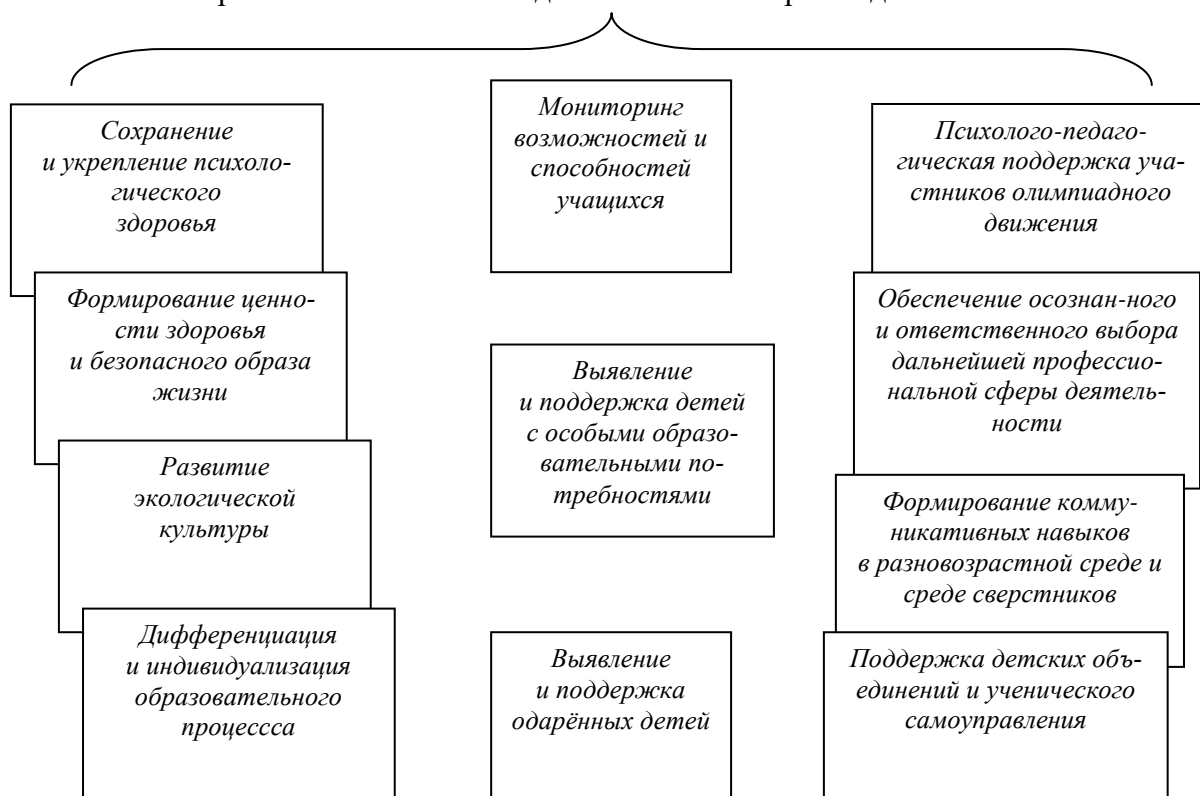 Сохранение
и укрепление психоло-
гического
здоровья
Формирование ценно-
сти здоровья
и безопасного образа
жизни
Развитие
экологической
культуры
Дифференциация
и индивидуализация
образовательного
процессса
Мониторинг
возможностей и
способностей
учащихся
Выявление
и поддержка детей
с особыми образо-
вательными по-
требностями
Выявление
и поддержка
одарённых детей
Психолого-педаго-
гическая поддержка уча-
стников олимпиадного
движения
Обеспечение осознан-ного
и ответственного выбора
дальнейшей профессио-
нальной сферы деятель-
ности
Формирование комму-
никативных навыков
в разновозрастной среде и
среде сверстников
Поддержка детских объ-
единений и ученического
самоуправления